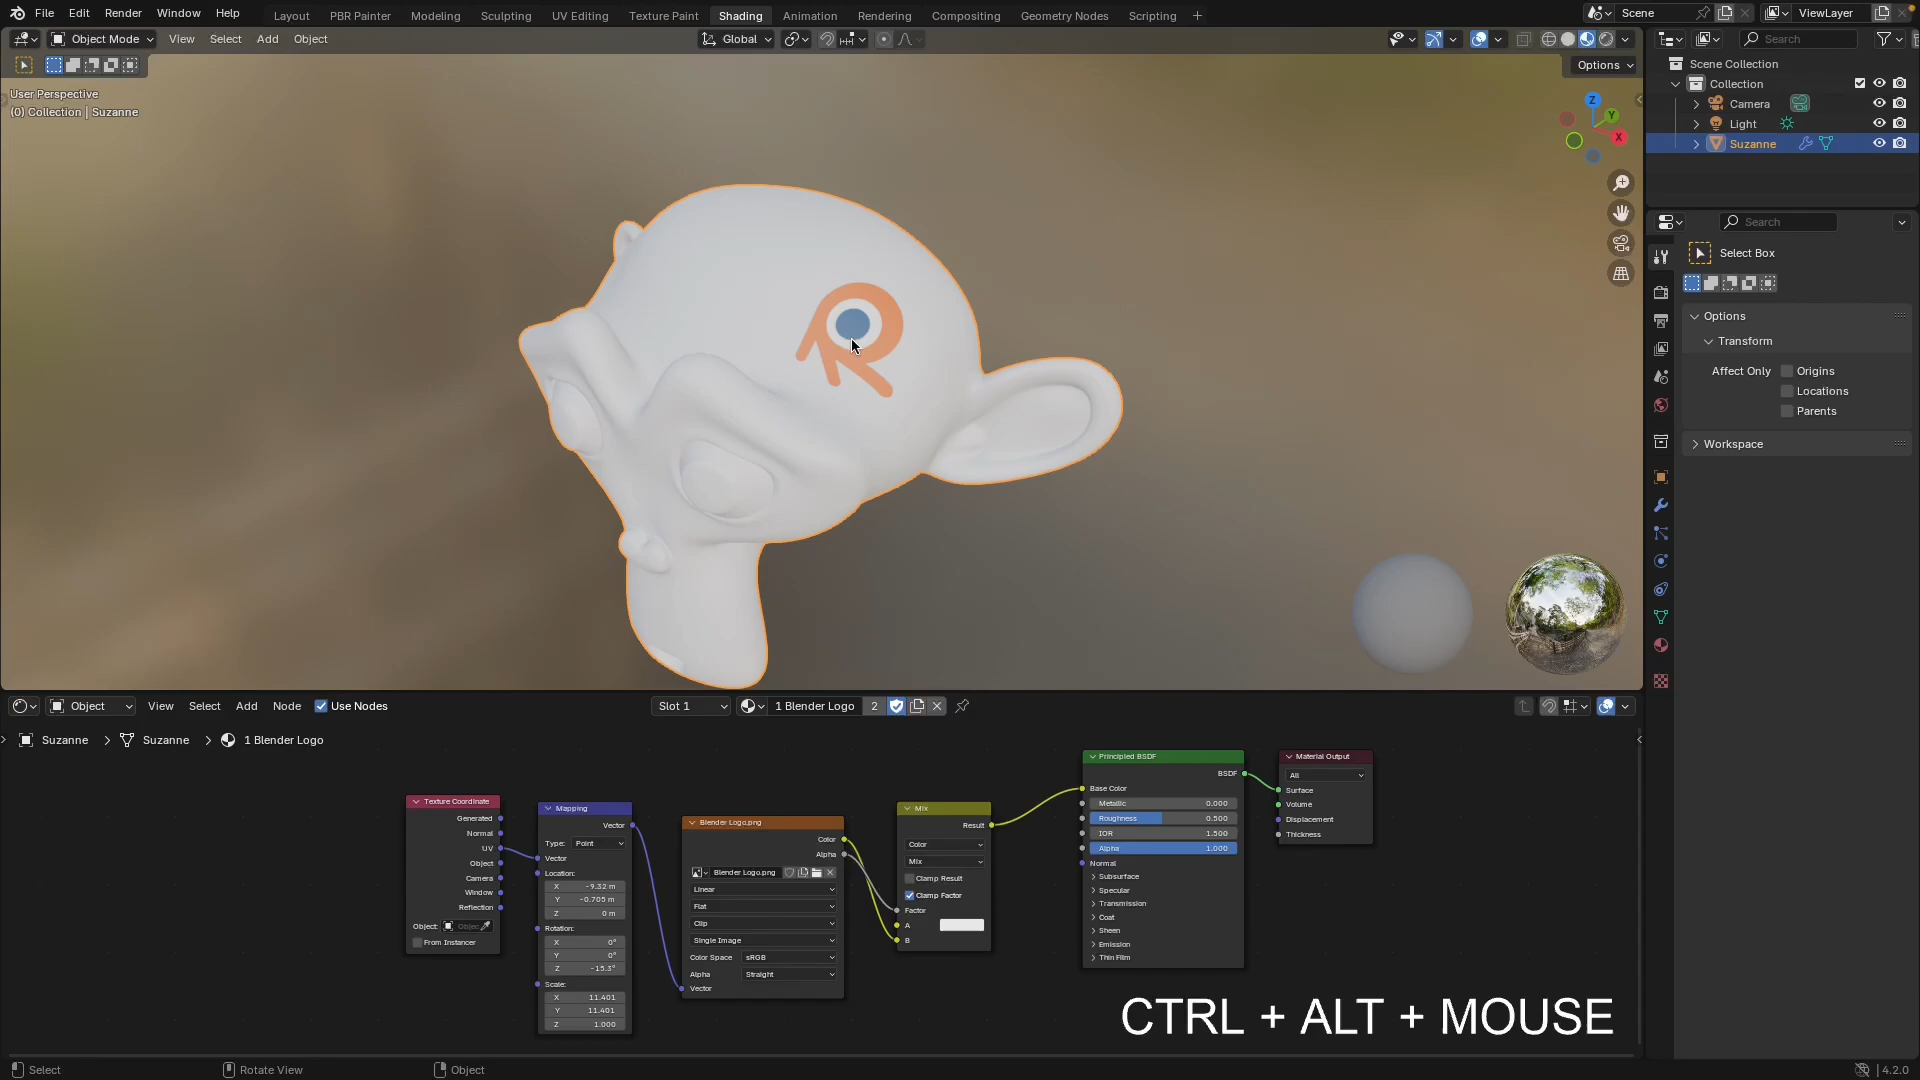 File Edit Render Window Help Layout PBR Painter Modeling Sculpting UV Editing Texture Paint Shading Animation Rendering Compositing Geometry Nodes Scripting Scene ViewLayer
Object Mode View Select Add Object Global Search
Options
User Perspective
(0) Collection | Suzanne
Z
Y
X
Scene Collection
Collection
Camera
Light
Suzanne
Search
Select Box
Options
Transform
Affect Only Origins
Locations
Parents
Workspace
Object View Select Add Node Use Nodes Slot 1 1 Blender Logo 2
Suzanne Suzanne 1 Blender Logo
Texture Coordinate
Generated
Normal
UV
Object
Camera
Window
Reflection
Object:
From Instancer
Mapping
Vector
Type: Point
Vector
Location:
X -9.32 m
Y -0.705 m
Z 0 m
Rotation:
X 0°
Y 0°
Z -15.3°
Scale:
X 11.401
Y 11.401
Z 1.000
Blender Logo.png
Color
Alpha
Blender Logo.png
Linear
Flat
Clip
Single Image
Color Space sRGB
Alpha Straight
Vector
Mix
Result
Color
Mix
Clamp Result
Clamp Factor
Factor
A
B
Principled BSDF
BSDF
Base Color
Metallic 0.000
Roughness 0.500
IOR 1.500
Alpha 1.000
Normal
Subsurface
Specular
Transmission
Coat
Sheen
Emission
Thin Film
Material Output
All
Surface
Volume
Displacement
Thickness
CTRL + ALT + MOUSE
Select Rotate View Object 4.2.0